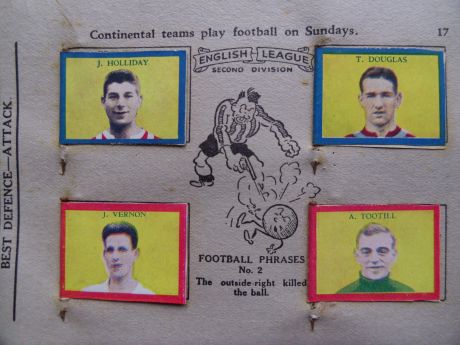 Continental teams play football on Sundays.
17
BEST DEFENCE—ATTACK.
J. HOLLIDAY
ENGLISH LEAGUE
SECOND DIVISION
T. DOUGLAS
J. VERNON
A. TOOTILL
FOOTBALL PHRASES
No. 2
The outside-right killed
the ball.